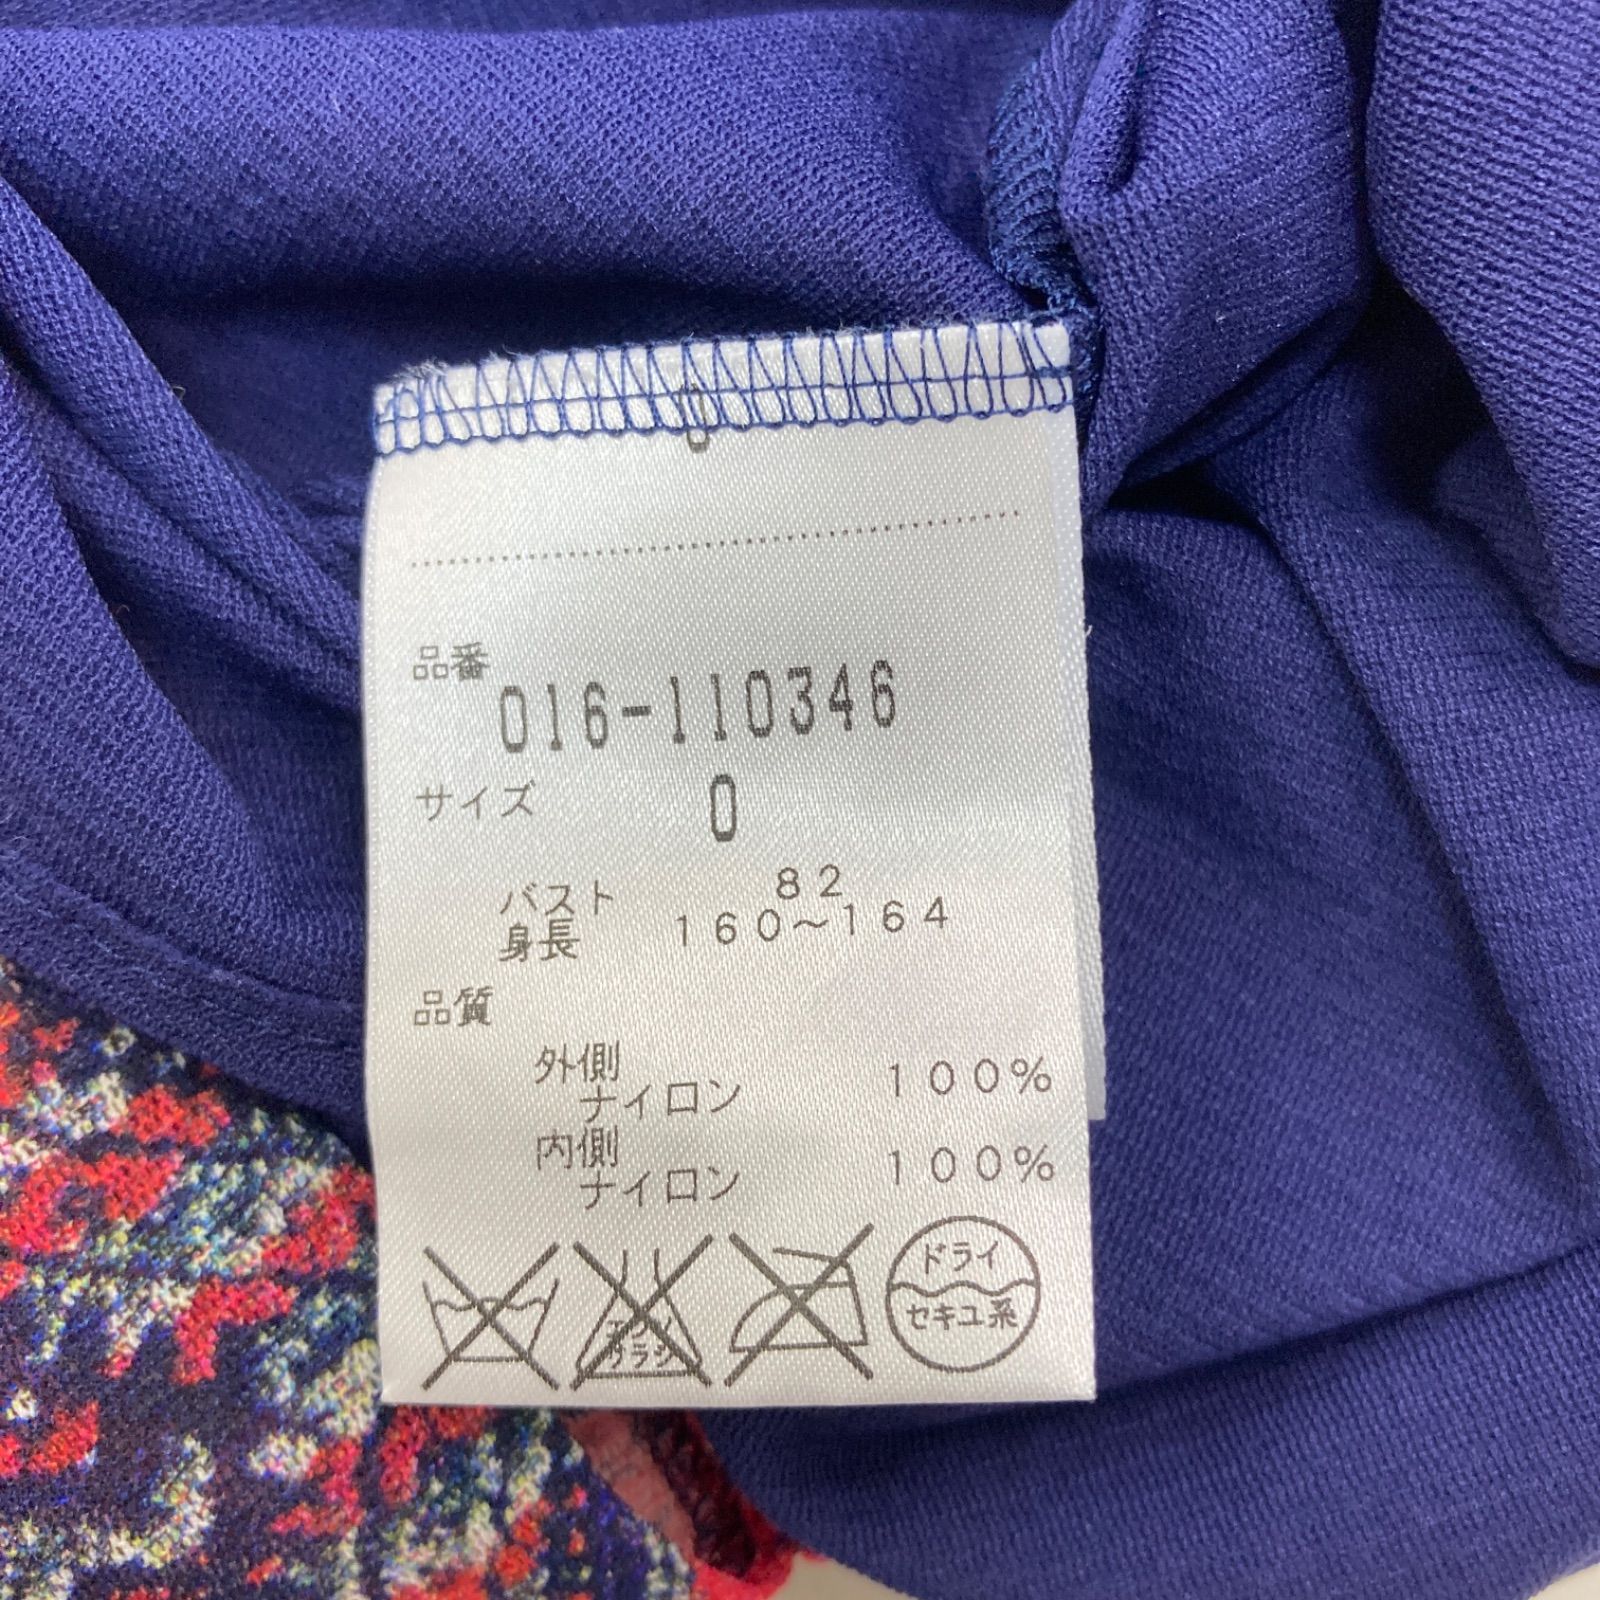 0
品番
016-110346
サイズ 0
バスト 82
身長 160～164
品質
外側
ナイロン 100%
内側
ナイロン 100%
ドライ
セキユ系